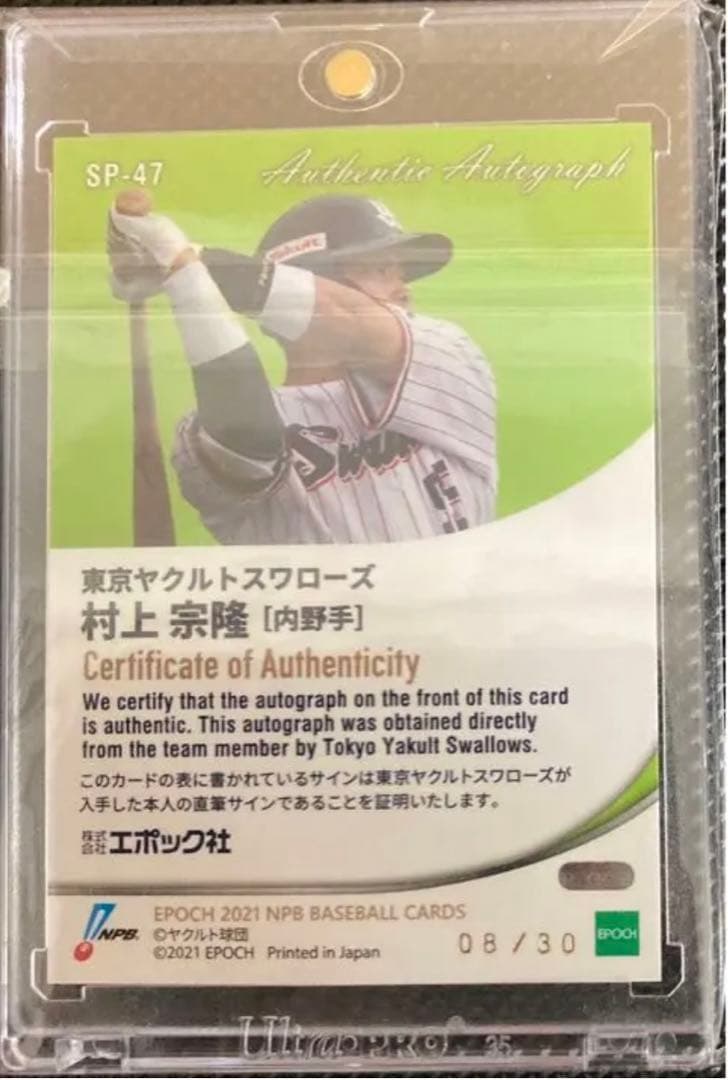 SP-47
Authentic Autograph
Yakult
Swa
東京ヤクルトスワローズ
村上 宗隆 [内野手]
Certificate of Authenticity
We certify that the autograph on the front of this card
is authentic. This autograph was obtained directly
from the team member by Tokyo Yakult Swallows.
このカードの表に書かれているサインは東京ヤクルトスワローズが
入手した本人の直筆サインであることを証明いたします。
株式会社エポック社
NPB.
EPOCH 2021 NPB BASEBALL CARDS
©ヤクルト球団
©2021 EPOCH Printed in Japan
08/30
EPOCH
Ultra·PRO